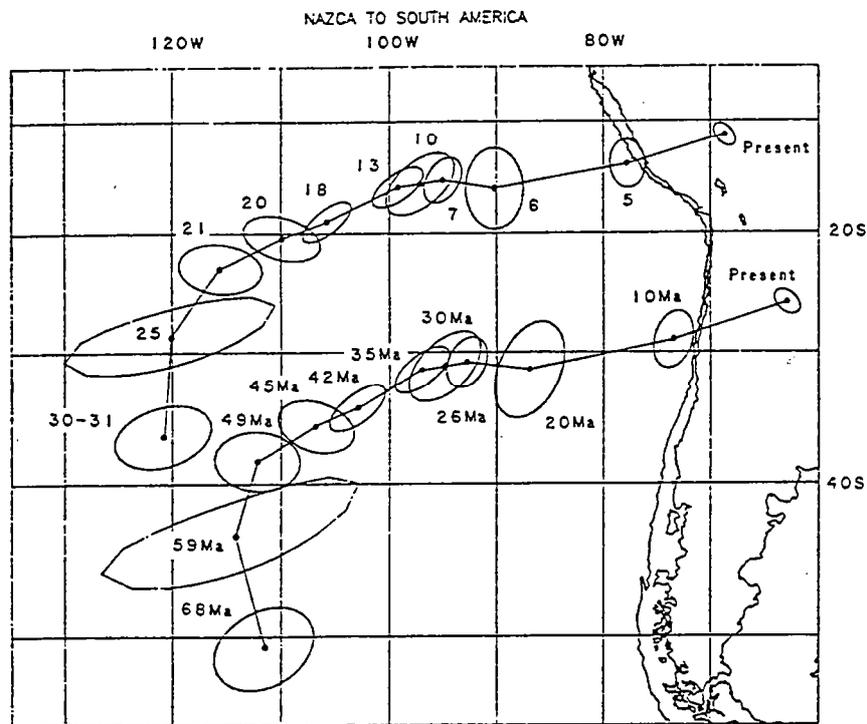 NAZCA TO SOUTH AMERICA
120W 100W 80W
10
13
Present
20 18
7 6 5
21
20S
Present
10Ma
30Ma
25
35Ma
42Ma
45Ma
26Ma
30-31
49Ma
20Ma
40S
59Ma
68Ma